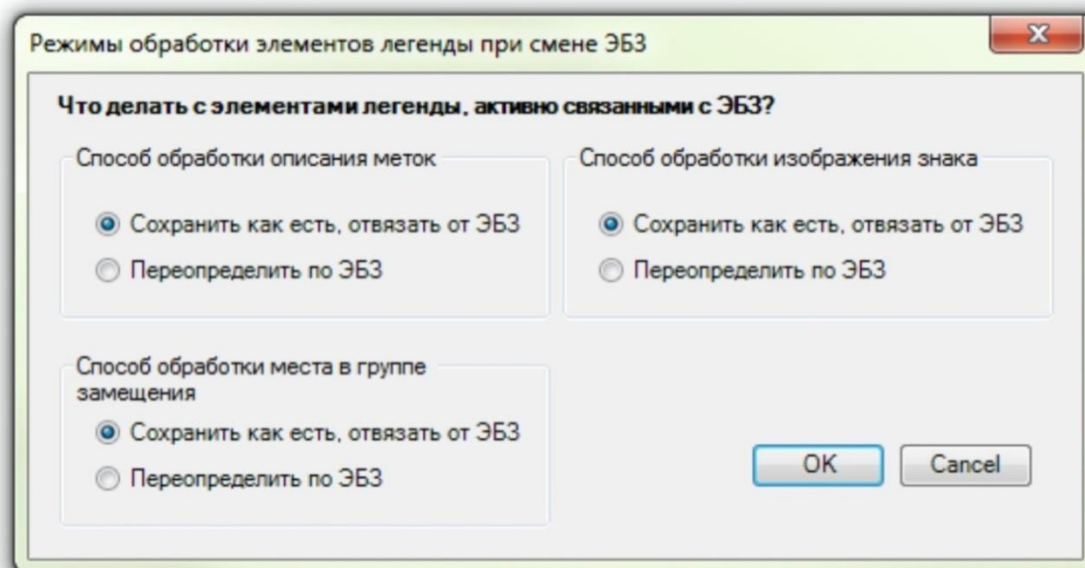 Режимы обработки элементов легенды при смене ЭБЗ
Что делать с элементами легенды, активно связанными с ЭБЗ?
Способ обработки описания меток
Сохранить как есть, отвязать от ЭБЗ
Переопределить по ЭБЗ
Способ обработки изображения знака
Сохранить как есть, отвязать от ЭБЗ
Переопределить по ЭБЗ
Способ обработки места в группе
замещения
Сохранить как есть, отвязать от ЭБЗ
Переопределить по ЭБЗ
OK
Cancel